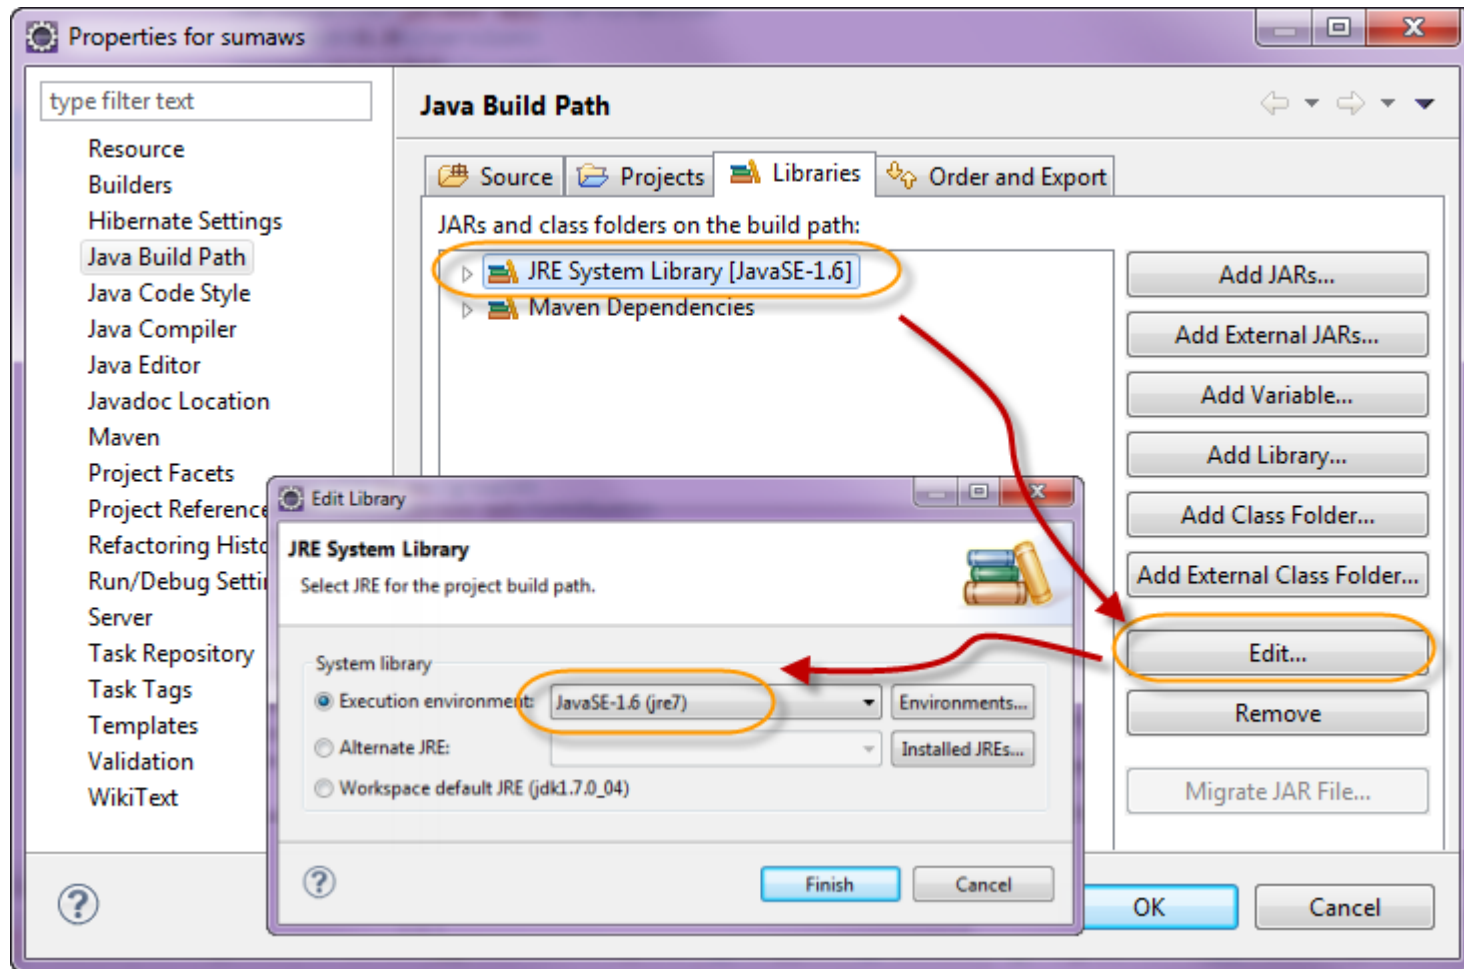 Properties for sumaws
type filter text
Resource
Builders
Hibernate Settings
Java Build Path
Java Code Style
Java Compiler
Java Editor
Javadoc Location
Maven
Project Facets
Project Reference
Refactoring Histo
Run/Debug Settin
Server
Task Repository
Task Tags
Templates
Validation
WikiText
Java Build Path
Source
Projects
Libraries
Order and Export
JARs and class folders on the build path:
JRE System Library [JavaSE-1.6]
Maven Dependencies
Add JARs...
Add External JARs...
Add Variable...
Add Library...
Add Class Folder...
Add External Class Folder...
Edit...
Remove
Migrate JAR File...
Edit Library
JRE System Library
Select JRE for the project build path.
System library
Execution environment:
JavaSE-1.6 (jre7)
Environments...
Alternate JRE:
Installed JREs...
Workspace default JRE (jdk1.7.0_04)
Finish
Cancel
OK
Cancel